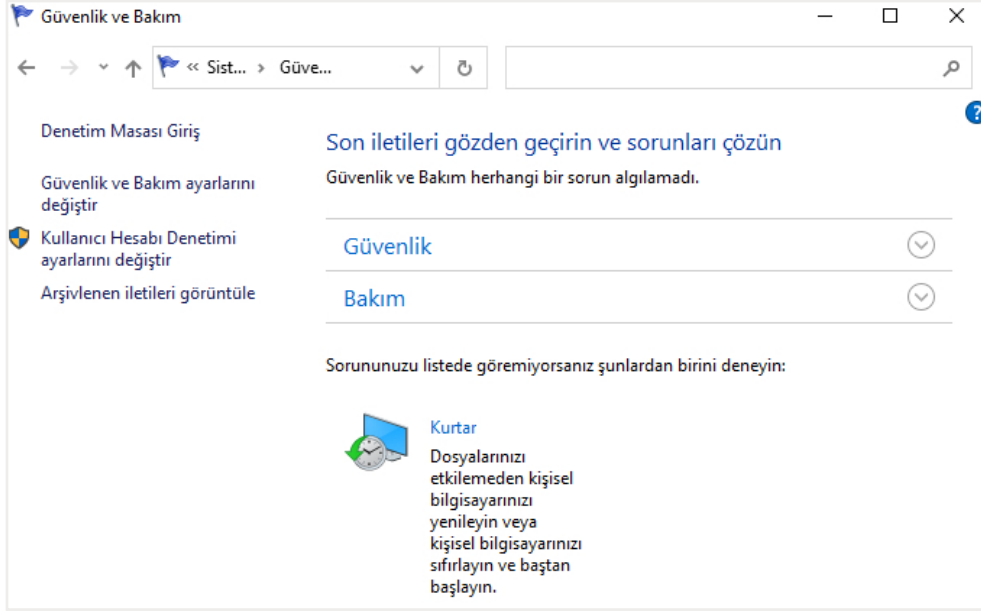 Güvenlik ve Bakım
« Sist... › Güve...
Denetim Masası Giriş
Güvenlik ve Bakım ayarlarını
değiştir
Kullanıcı Hesabı Denetimi
ayarlarını değiştir
Arşivlenen iletileri görüntüle
?
Son iletileri gözden geçirin ve sorunları çözün
Güvenlik ve Bakım herhangi bir sorun algılamadı.
Güvenlik
Bakım
Sorununuzu listede göremiyorsanız şunlardan birini deneyin:
Kurtar
Dosyalarınızı
etkilemeden kişisel
bilgisayarınızı
yenileyin veya
kişisel bilgisayarınızı
sıfırlayın ve baştan
başlayın.